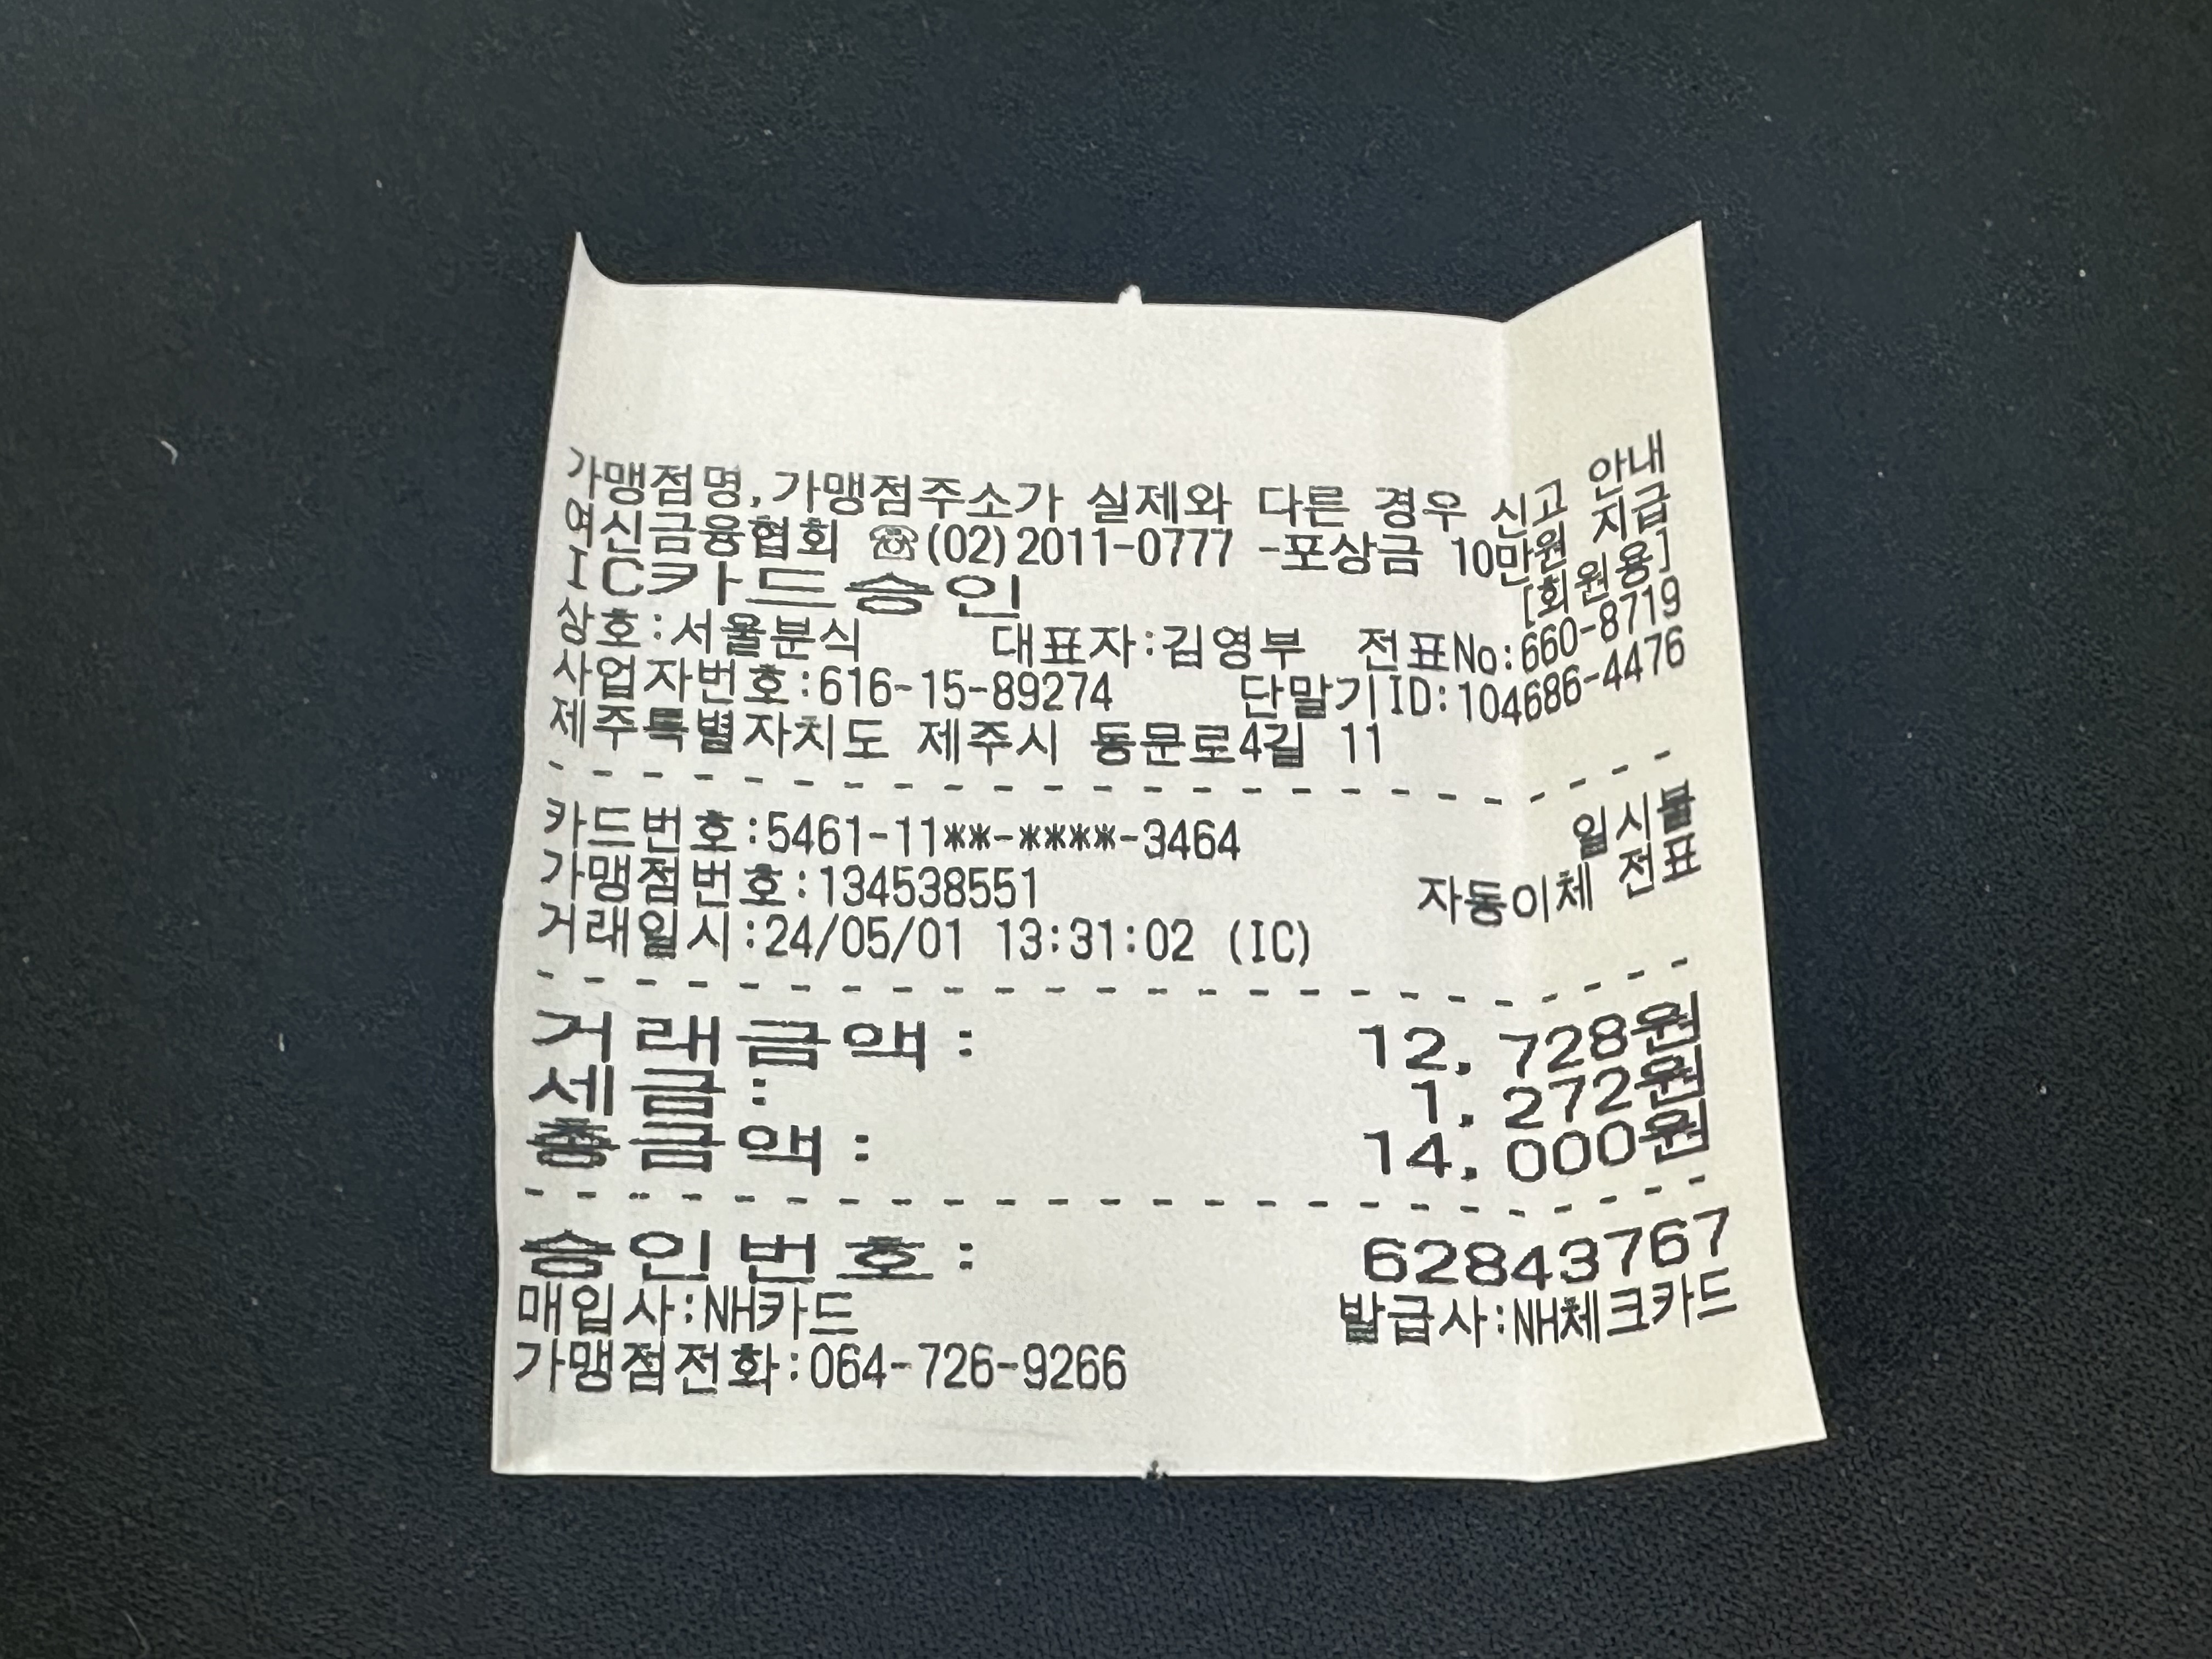 가맹점명,가맹점주소가 실제와 다른 경우 신고 안내
여신금융협회 ☎(02)2011-0777 -포상금 10만원 지급
IC카드승인 [회원용]
상호:서울분식 대표자:김영부 전표No:660-8719
사업자번호:616-15-89274 단말기ID:104686-4476
제주특별자치도 제주시 동문로4길 11
- - - - - - - - - - - - - - - - - - - - - - - - - - -
카드번호:5461-11**-****-3464 일시불
가맹점번호:134538551 자동이체 전표
거래일시:24/05/01 13:31:02 (IC)
- - - - - - - - - - - - - - - - - - - - - - - - - - -
거래금액: 12,728원
세금: 1,272원
총금액: 14,000원
- - - - - - - - - - - - - - - - - - - - - - - - - - -
승인번호: 62843767
매입사:NH카드 발급사:NH체크카드
가맹점전화:064-726-9266